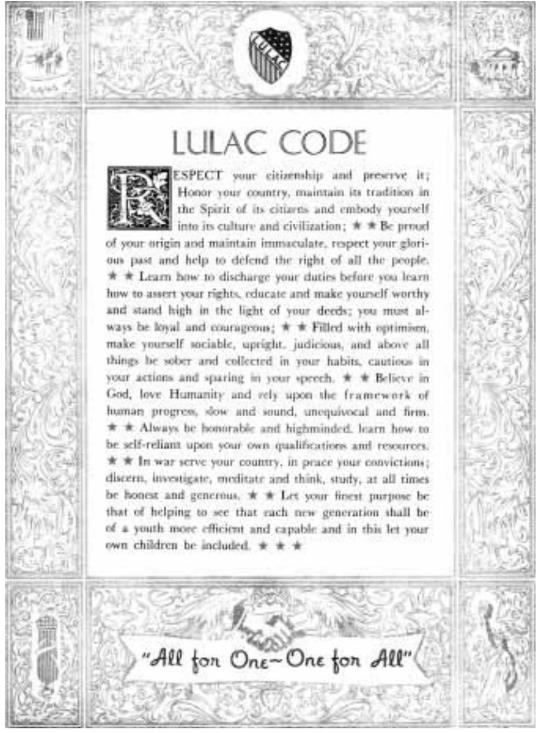 LULAC
LULAC CODE
RESPECT your citizenship and preserve it;
Honor your country, maintain its tradition in
the Spirit of its citizens and embody yourself
into its culture and civilization; ★ ★ Be proud
of your origin and maintain immaculate, respect your glori-
ous past and help to defend the right of all the people.
★ ★ Learn how to discharge your duties before you learn
how to assert your rights, educate and make yourself worthy
and stand high in the light of your deeds; you must al-
ways be loyal and courageous; ★ ★ Filled with optimism,
make yourself sociable, upright, judicious, and above all
things be sober and collected in your habits, cautious in
your actions and sparing in your speech. ★ ★ Believe in
God, love Humanity and rely upon the framework of
human progress, slow and sound, unequivocal and firm.
★ ★ Always be honorable and highminded, learn how to
be self-reliant upon your own qualifications and resources.
★ ★ In war serve your country, in peace your convictions;
discern, investigate, meditate and think, study, at all times
be honest and generous. ★ ★ Let your finest purpose be
that of helping to see that each new generation shall be
of a youth more efficient and capable and in this let your
own children be included. ★ ★ ★
"All for One~One for All"